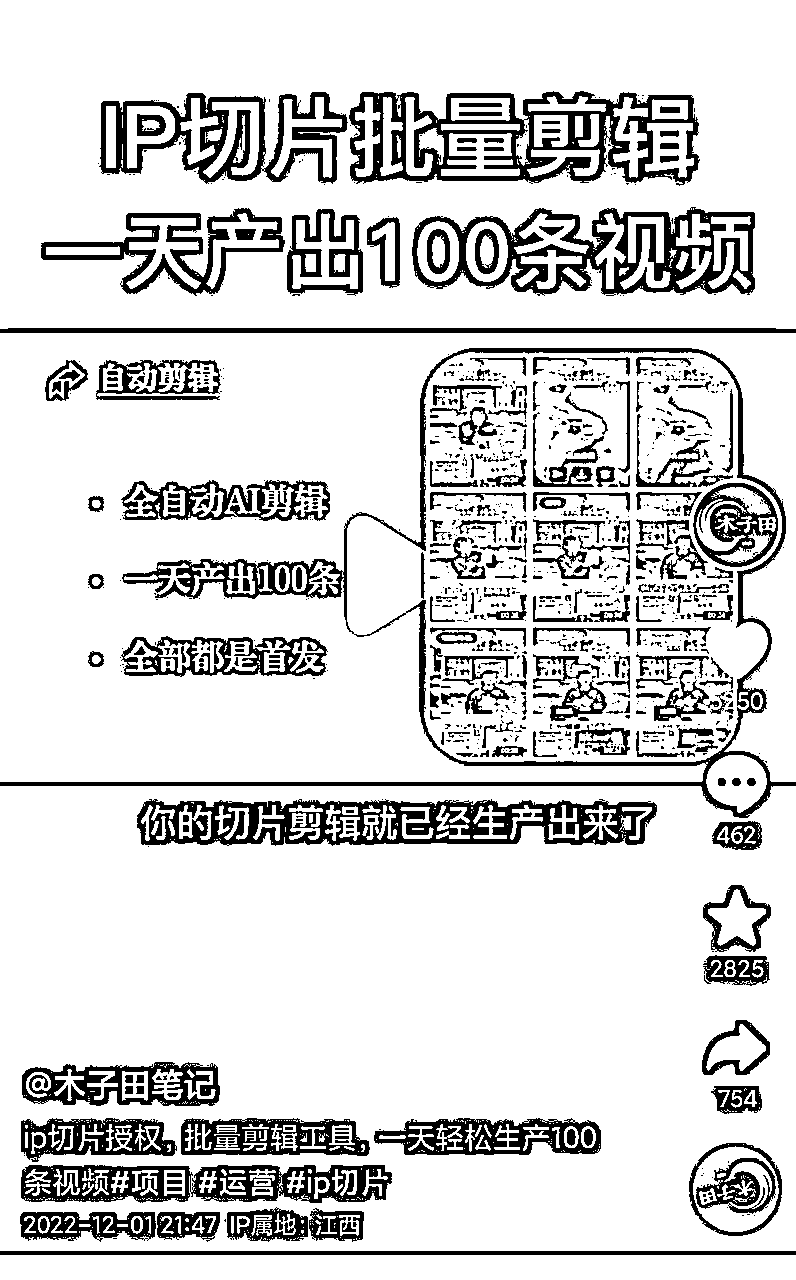 IP切片批量剪辑
一天产出100条视频
自动剪辑
全自动AI剪辑
一天产出100条
全部都是首发
木子田
你的切片剪辑就已经生产出来了
462
2825
754
@木子田笔记
ip切片授权，批量剪辑工具，一天轻松生产100
条视频#项目 #运营 #ip切片
2022-12-01 21:47 IP属地：江西